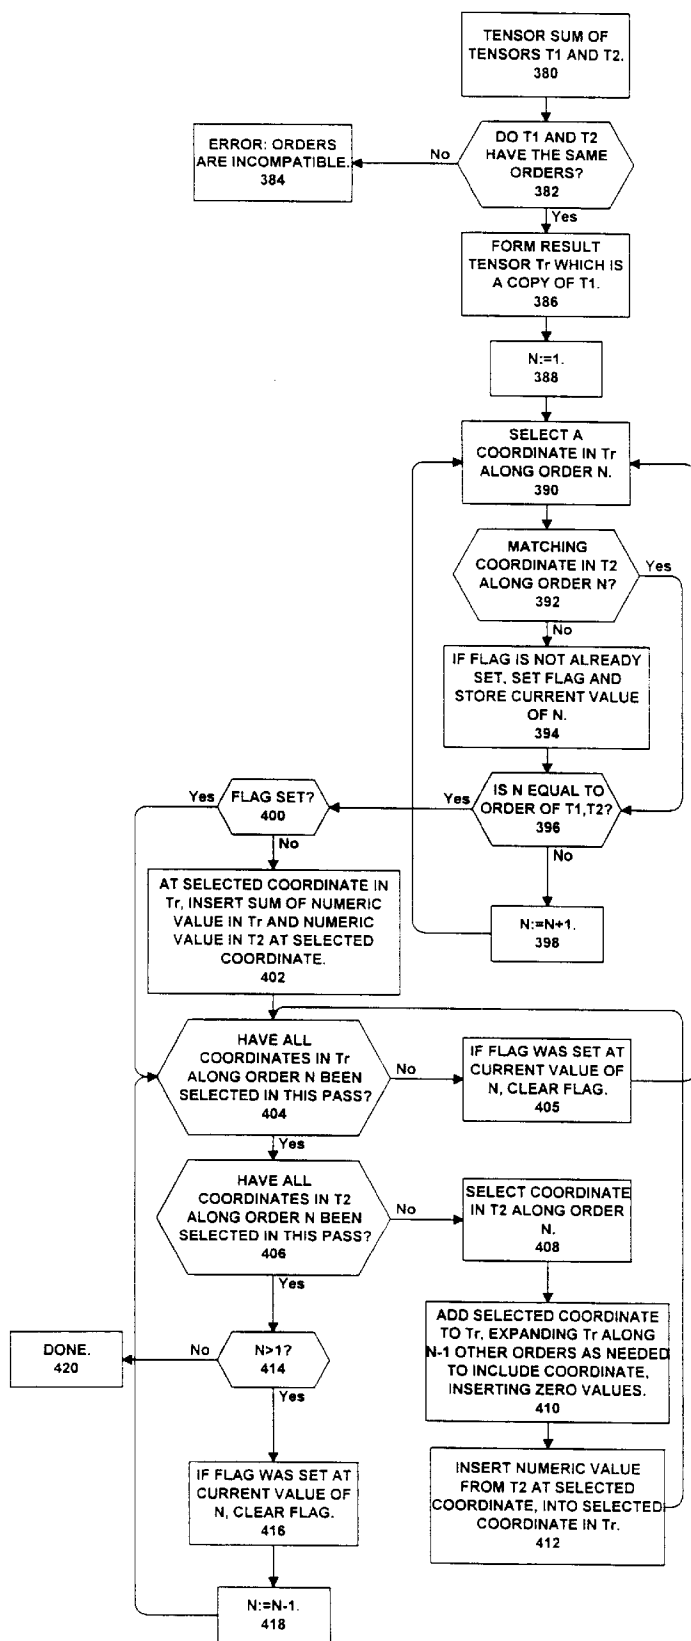 TENSOR SUM OF
TENSORS T1 AND T2.
380
DO T1 AND T2
HAVE THE SAME
ORDERS?
382
No
ERROR: ORDERS
ARE INCOMPATIBLE.
384
Yes
FORM RESULT
TENSOR Tr WHICH IS
A COPY OF T1.
386
N:=1.
388
SELECT A
COORDINATE IN Tr
ALONG ORDER N.
390
MATCHING
COORDINATE IN T2
ALONG ORDER N?
392
Yes
No
IF FLAG IS NOT ALREADY
SET, SET FLAG AND
STORE CURRENT VALUE
OF N.
394
IS N EQUAL TO
ORDER OF T1,T2?
396
Yes
No
N:=N+1.
398
FLAG SET?
400
Yes
No
AT SELECTED COORDINATE IN
Tr, INSERT SUM OF NUMERIC
VALUE IN Tr AND NUMERIC
VALUE IN T2 AT SELECTED
COORDINATE.
402
HAVE ALL
COORDINATES IN Tr
ALONG ORDER N BEEN
SELECTED IN THIS PASS?
404
No
IF FLAG WAS SET AT
CURRENT VALUE OF
N, CLEAR FLAG.
405
Yes
HAVE ALL
COORDINATES IN T2
ALONG ORDER N BEEN
SELECTED IN THIS PASS?
406
No
SELECT COORDINATE
IN T2 ALONG ORDER
N.
408
Yes
ADD SELECTED COORDINATE
TO Tr, EXPANDING Tr ALONG
N-1 OTHER ORDERS AS NEEDED
TO INCLUDE COORDINATE,
INSERTING ZERO VALUES.
410
N>1?
414
No
DONE.
420
Yes
INSERT NUMERIC VALUE
FROM T2 AT SELECTED
COORDINATE, INTO SELECTED
COORDINATE IN Tr.
412
IF FLAG WAS SET AT
CURRENT VALUE OF
N, CLEAR FLAG.
416
N:=N-1.
418